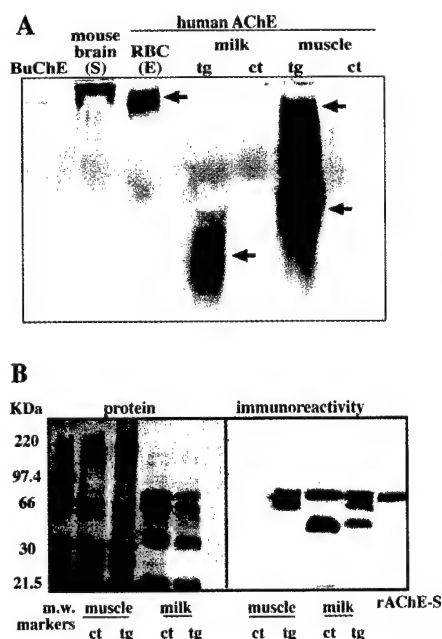 A
human AChE
mouse brain (S)
RBC (E)
milk
muscle
BuChE
tg ct tg ct
B
KDa protein immunoreactivity
220
97.4
66
30
21.5
m.w. markers
muscle milk muscle milk rAChE-S
ct tg ct tg ct tg ct tg